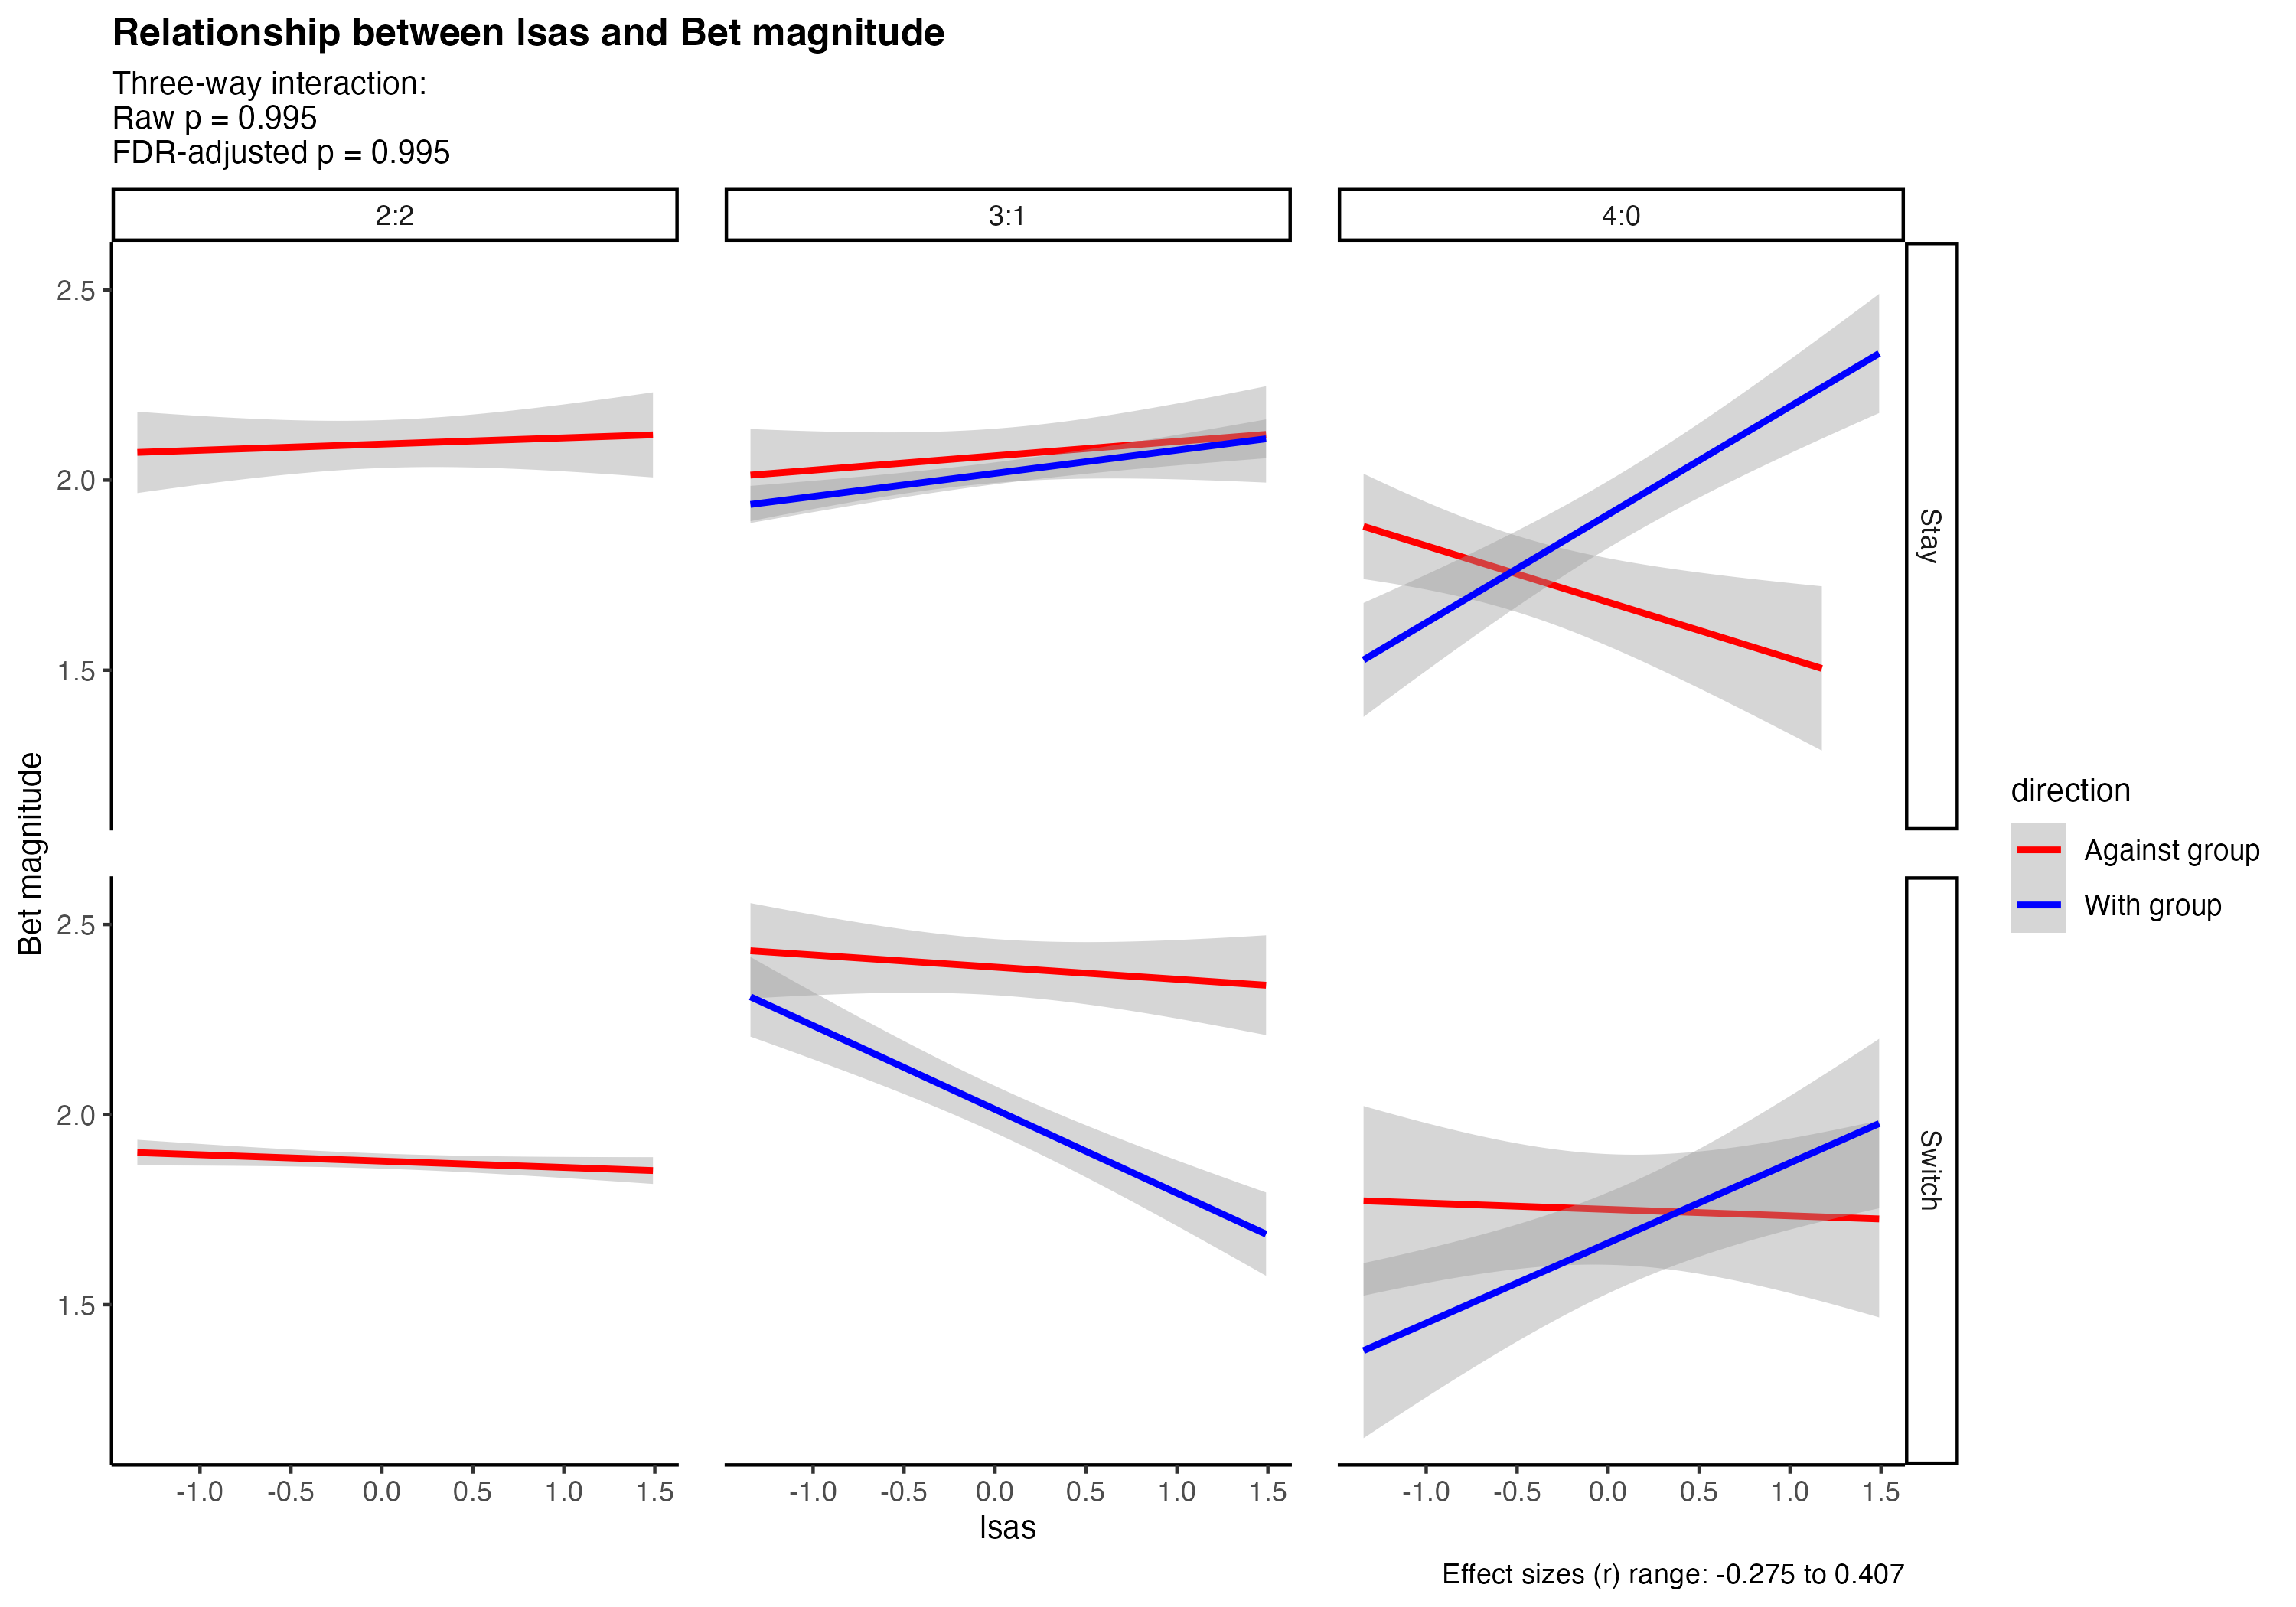 Relationship between lsas and Bet magnitude
Three-way interaction:
Raw p = 0.995
FDR-adjusted p = 0.995
2:2
3:1
4:0
2.5
2.0
1.5
Stay
2.5
2.0
1.5
Switch
Bet magnitude
-1.0 -0.5 0.0 0.5 1.0 1.5
-1.0 -0.5 0.0 0.5 1.0 1.5
-1.0 -0.5 0.0 0.5 1.0 1.5
lsas
direction
Against group
With group
Effect sizes (r) range: -0.275 to 0.407